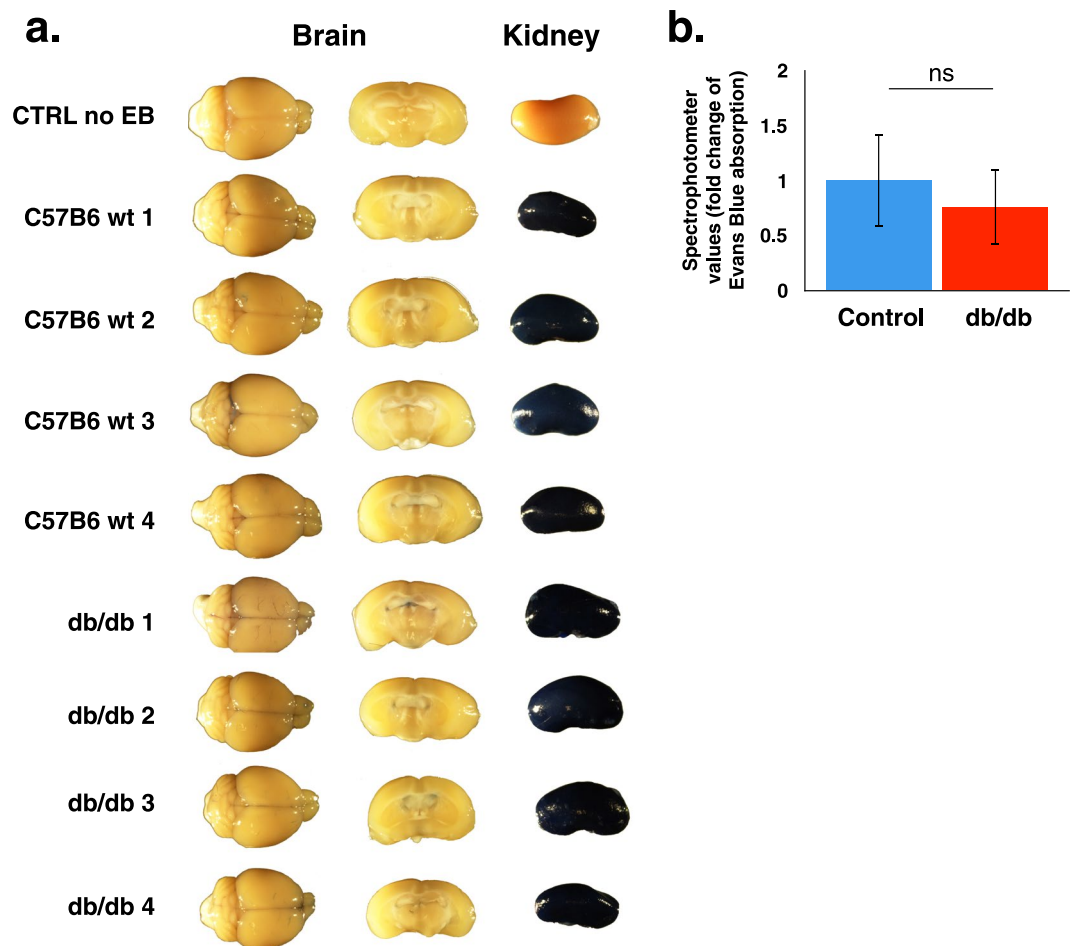 a.
Brain
Kidney
CTRL no EB
C57B6 wt 1
C57B6 wt 2
C57B6 wt 3
C57B6 wt 4
db/db 1
db/db 2
db/db 3
db/db 4
b.
Spectrophotometer
values (fold change of
Evans Blue absorption)
2
1.5
1
0.5
0
ns
Control
db/db